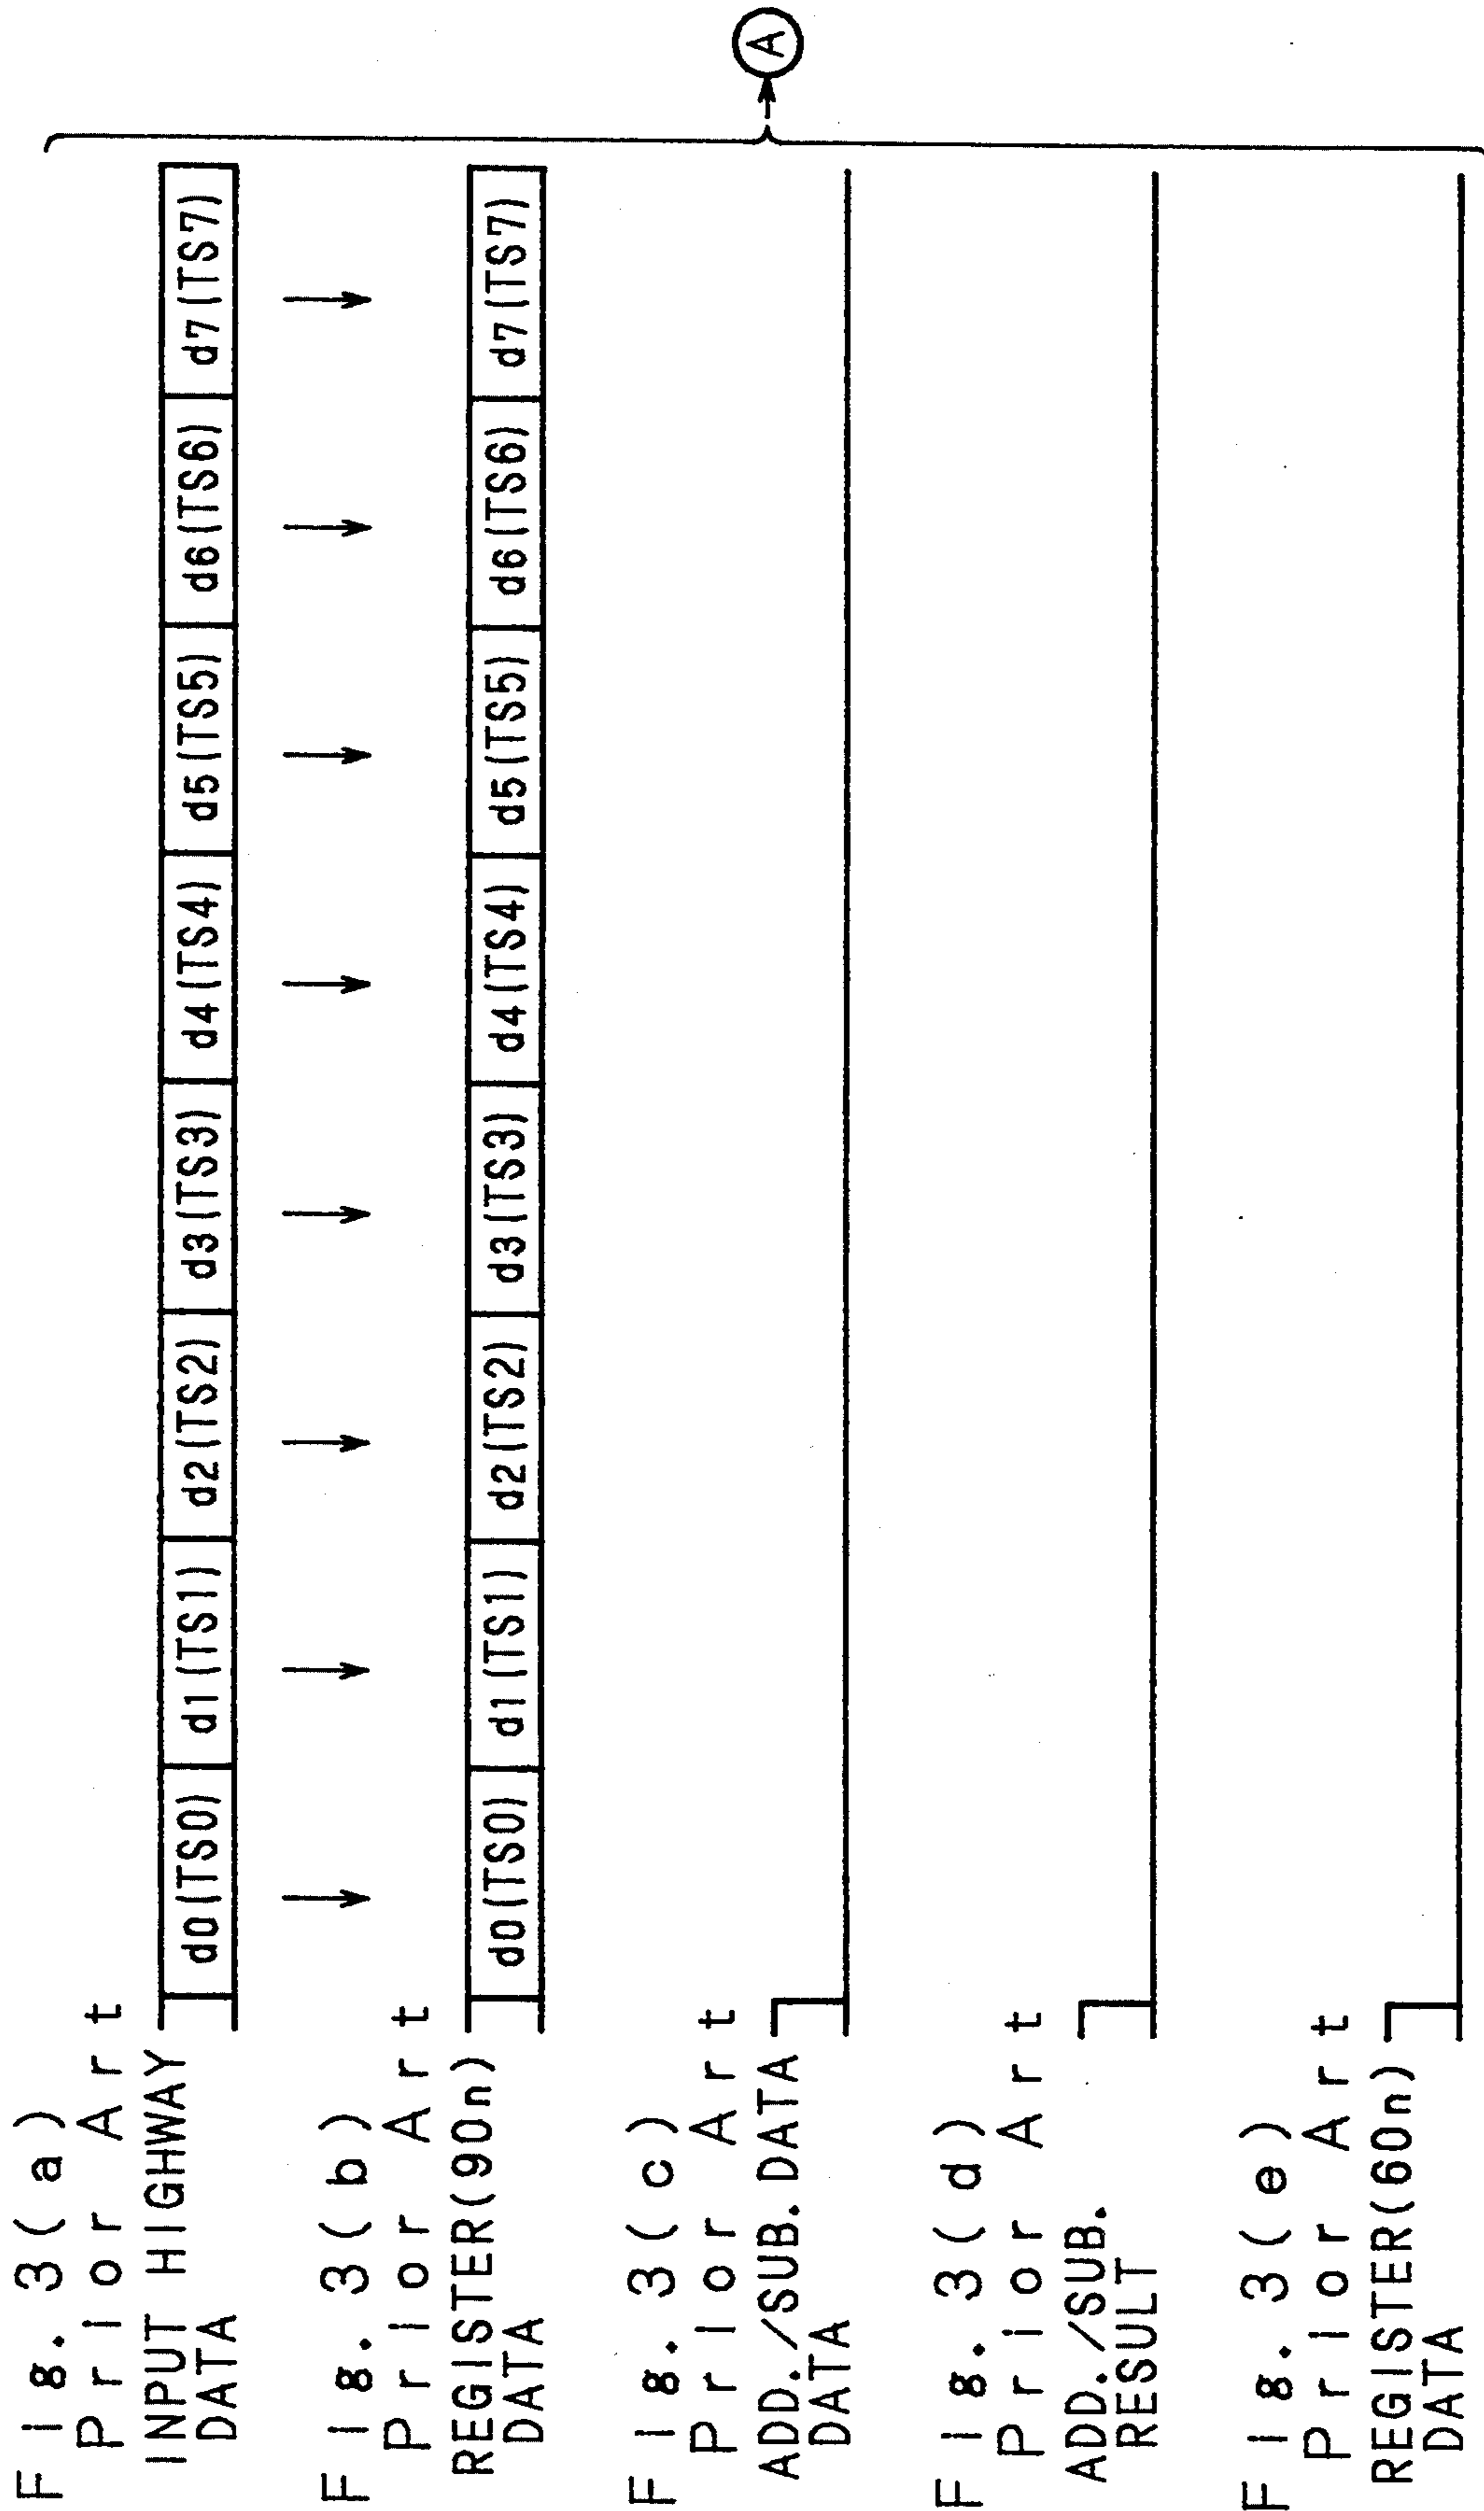 Fig. 3(a)
Prior Art
INPUT HIGHWAY
DATA
d0(TS0) d1(TS1) d2(TS2) d3(TS3) d4(TS4) d5(TS5) d6(TS6) d7(TS7)
Fig. 3(b)
Prior Art
REGISTER(90n)
DATA
d0(TS0) d1(TS1) d2(TS2) d3(TS3) d4(TS4) d5(TS5) d6(TS6) d7(TS7)
A
Fig. 3(c)
Prior Art
ADD./SUB. DATA
DATA
Fig. 3(d)
Prior Art
ADD./SUB.
RESULT
Fig. 3(e)
Prior Art
REGISTER(60n)
DATA